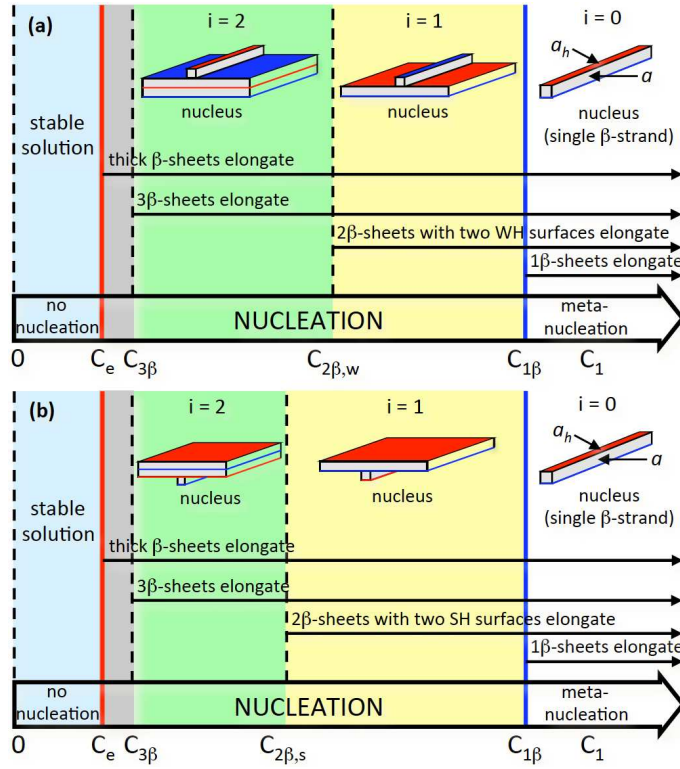 (a)
i = 2
i = 1
i = 0
a_h
a
nucleus
nucleus
nucleus
(single β-strand)
stable
solution
thick β-sheets elongate
3β-sheets elongate
2β-sheets with two WH surfaces elongate
1β-sheets elongate
no
nucleation
NUCLEATION
meta-
nucleation
0
C_e
C_3β
C_2β,w
C_1β
C_1
(b)
i = 2
i = 1
i = 0
a_h
a
nucleus
nucleus
nucleus
(single β-strand)
stable
solution
thick β-sheets elongate
3β-sheets elongate
2β-sheets with two SH surfaces elongate
1β-sheets elongate
no
nucleation
NUCLEATION
meta-
nucleation
0
C_e
C_3β
C_2β,s
C_1β
C_1